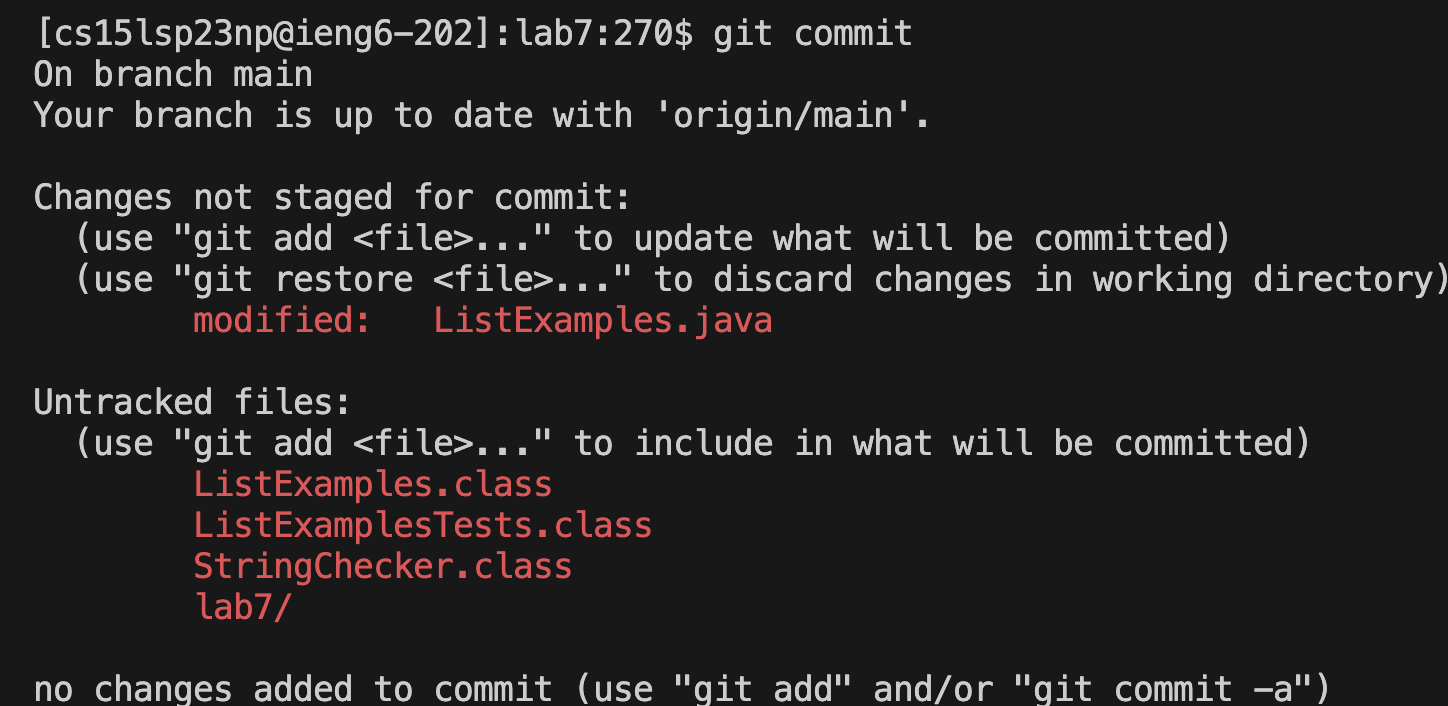 [cs15lsp23np@ieng6-202]:lab7:270$ git commit
On branch main
Your branch is up to date with 'origin/main'.
Changes not staged for commit:
(use "git add <file>..." to update what will be committed)
(use "git restore <file>..." to discard changes in working directory)
modified:   ListExamples.java
Untracked files:
(use "git add <file>..." to include in what will be committed)
ListExamples.class
ListExamplesTests.class
StringChecker.class
lab7/
no changes added to commit (use "git add" and/or "git commit -a")